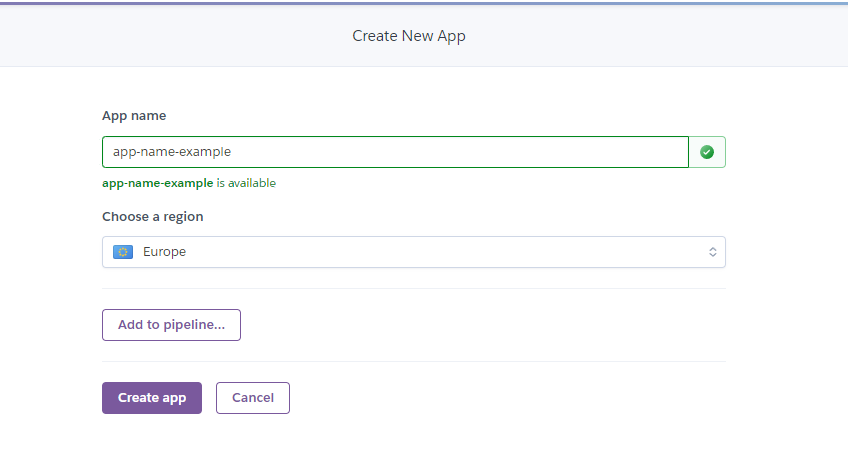 Create New App
App name
app-name-example
app-name-example is available
Choose a region
Europe
Add to pipeline...
Create app
Cancel